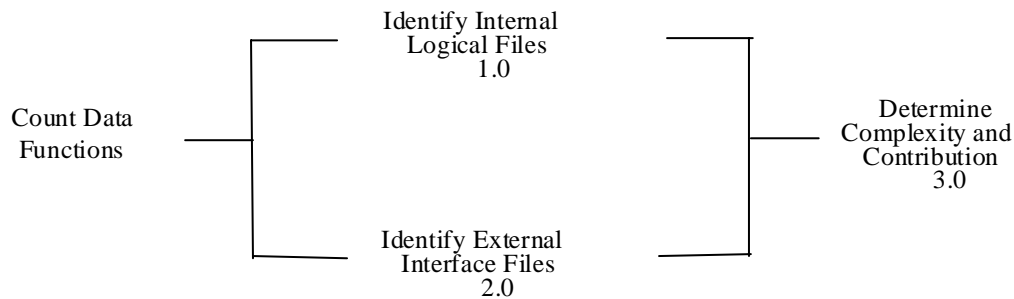 Count Data
Functions
Identify Internal
Logical Files
1.0
Identify External
Interface Files
2.0
Determine
Complexity and
Contribution
3.0